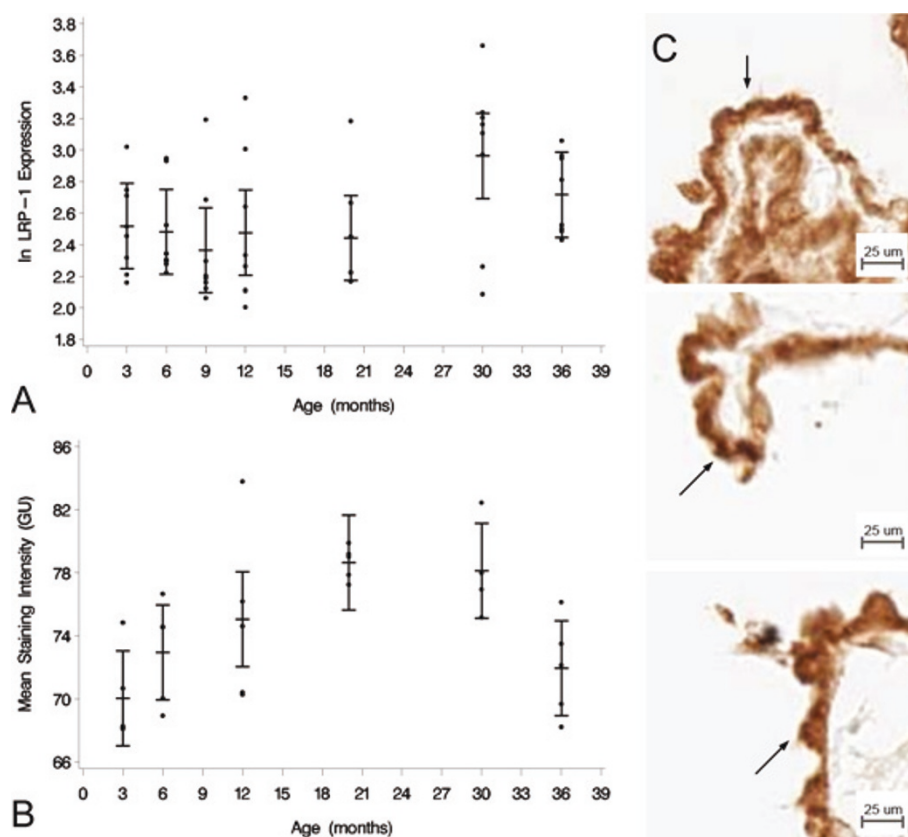 3.8
3.6
3.4
3.2
3.0
2.8
2.6
2.4
2.2
2.0
1.8
ln LRP-1 Expression
0 3 6 9 12 15 18 21 24 27 30 33 36 39
Age (months)
A
86
82
78
74
70
66
Mean Staining Intensity (GU)
0 3 6 9 12 15 18 21 24 27 30 33 36 39
Age (months)
B
C
25 um
25 um
25 um